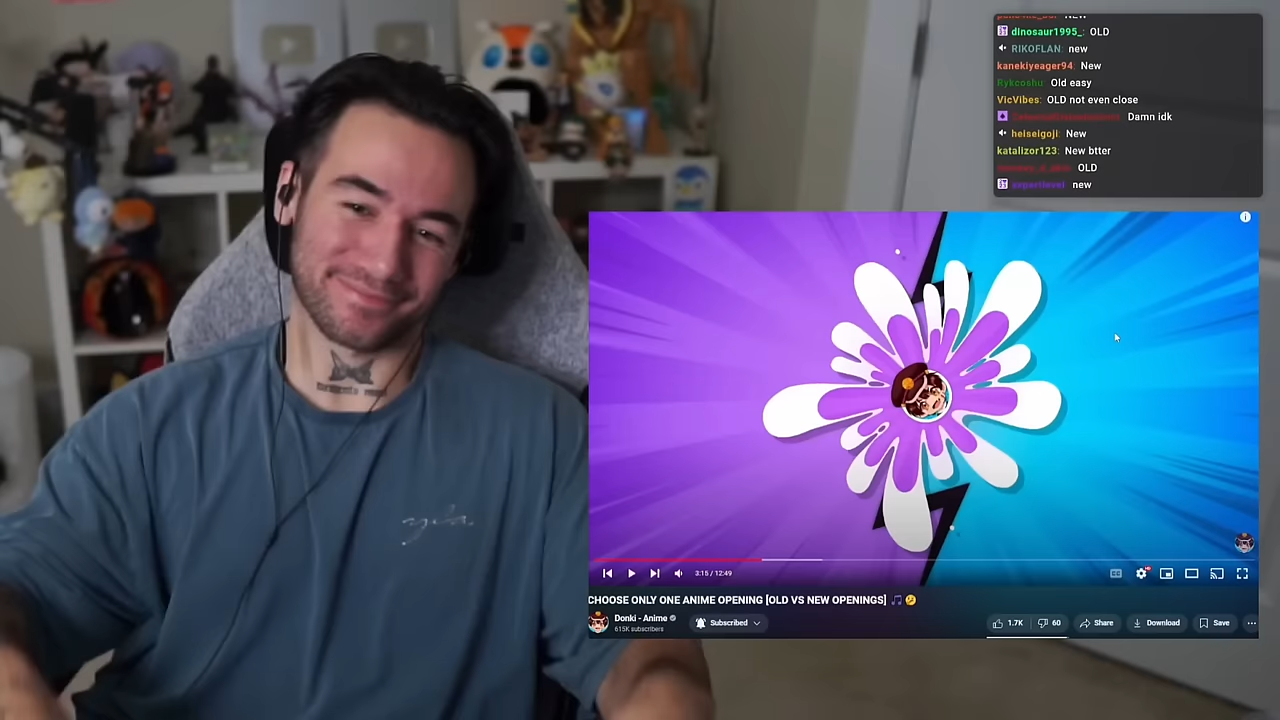 NEW
dinosaur1995_: OLD
RIKOFLAN: new
kanekiyeager94: New
Rykcoshu: Old easy
VicVibes: OLD not even close
Damn idk
heiseigoji: New
katalizor123: New btter
OLD
expertlevel: new
3:15 / 12:49
CHOOSE ONLY ONE ANIME OPENING [OLD VS NEW OPENINGS] 🎵 🤔
Donki - Anime
615K subscribers
Subscribed
1.7K
60
Share
Download
Save